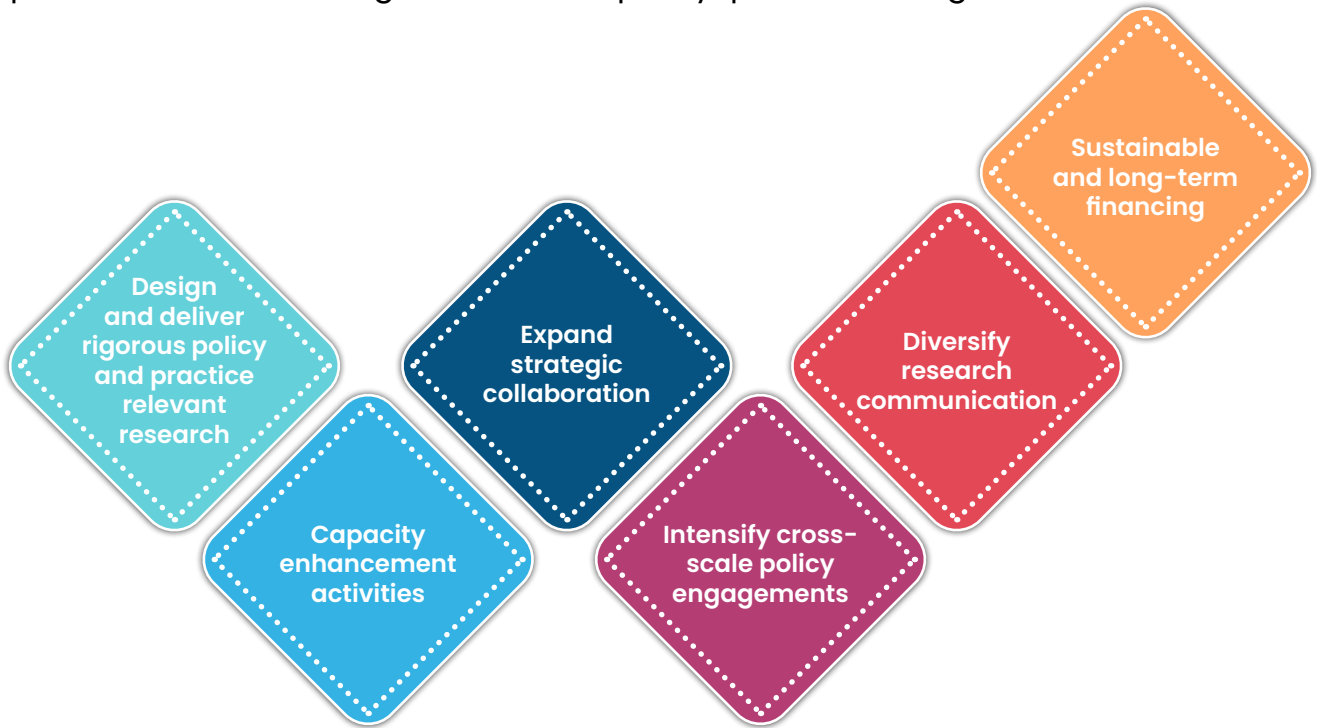 Design
and deliver
rigorous policy
and practice
relevant
research
Capacity
enhancement
activities
Expand
strategic
collaboration
Intensify cross-
scale policy
engagements
Diversify
research
communication
Sustainable
and long-term
financing